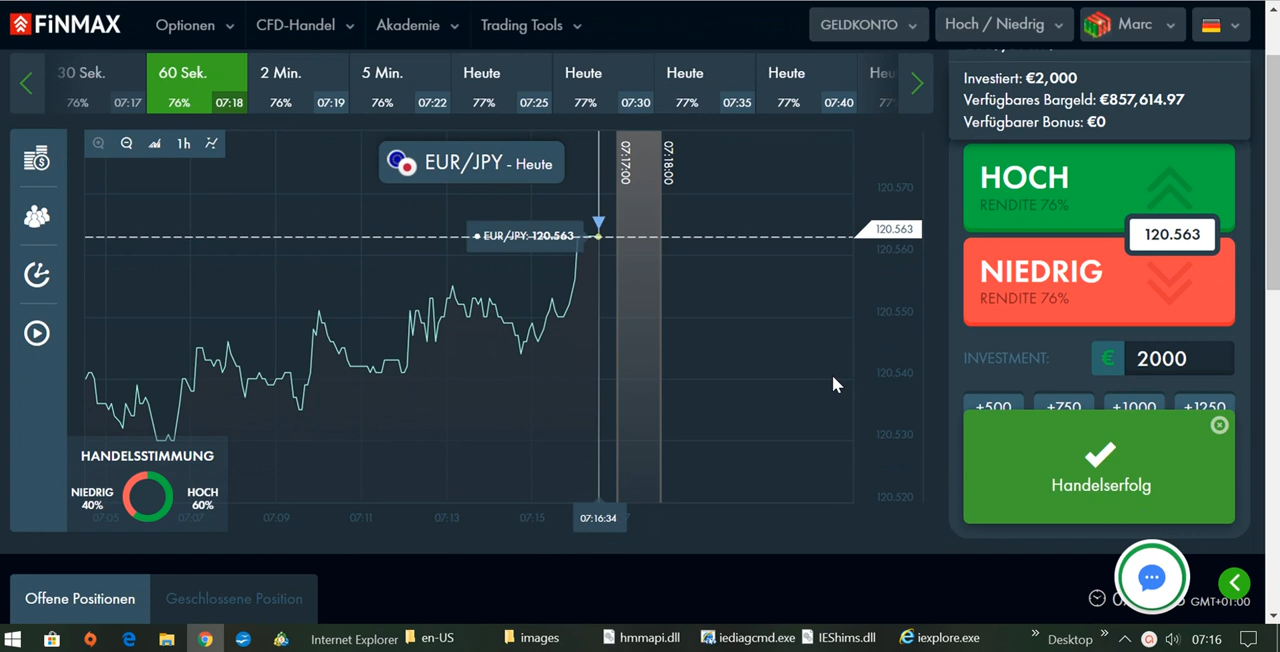 FiNMAX
Optionen
CFD-Handel
Akademie
Trading Tools
GELDKONTO
Hoch / Niedrig
Marc
30 Sek.
76% 07:17
60 Sek.
76% 07:18
2 Min.
76% 07:19
5 Min.
76% 07:22
Heute
77% 07:25
Heute
77% 07:30
Heute
77% 07:35
Heute
77% 07:40
Heu
77%
Investiert: €2,000
Verfügbares Bargeld: €857,614.97
Verfügbarer Bonus: €0
1h
EUR/JPY - Heute
07:17:00
07:18:00
EUR/JPY: 120.563
120.570
120.563
120.560
120.550
120.540
120.530
120.520
HOCH
RENDITE 76%
120.563
NIEDRIG
RENDITE 76%
INVESTMENT:
€ 2000
+500 +750 +1000 +1250
Handelserfolg
HANDELSSTIMMUNG
NIEDRIG
40%
HOCH
60%
07:05 07:07 07:09 07:11 07:13 07:15 07:16:34
Offene Positionen
Geschlossene Position
GMT+01:00
Internet Explorer
en-US
images
hmmapi.dll
iediagcmd.exe
IEShims.dll
iexplore.exe
Desktop
07:16